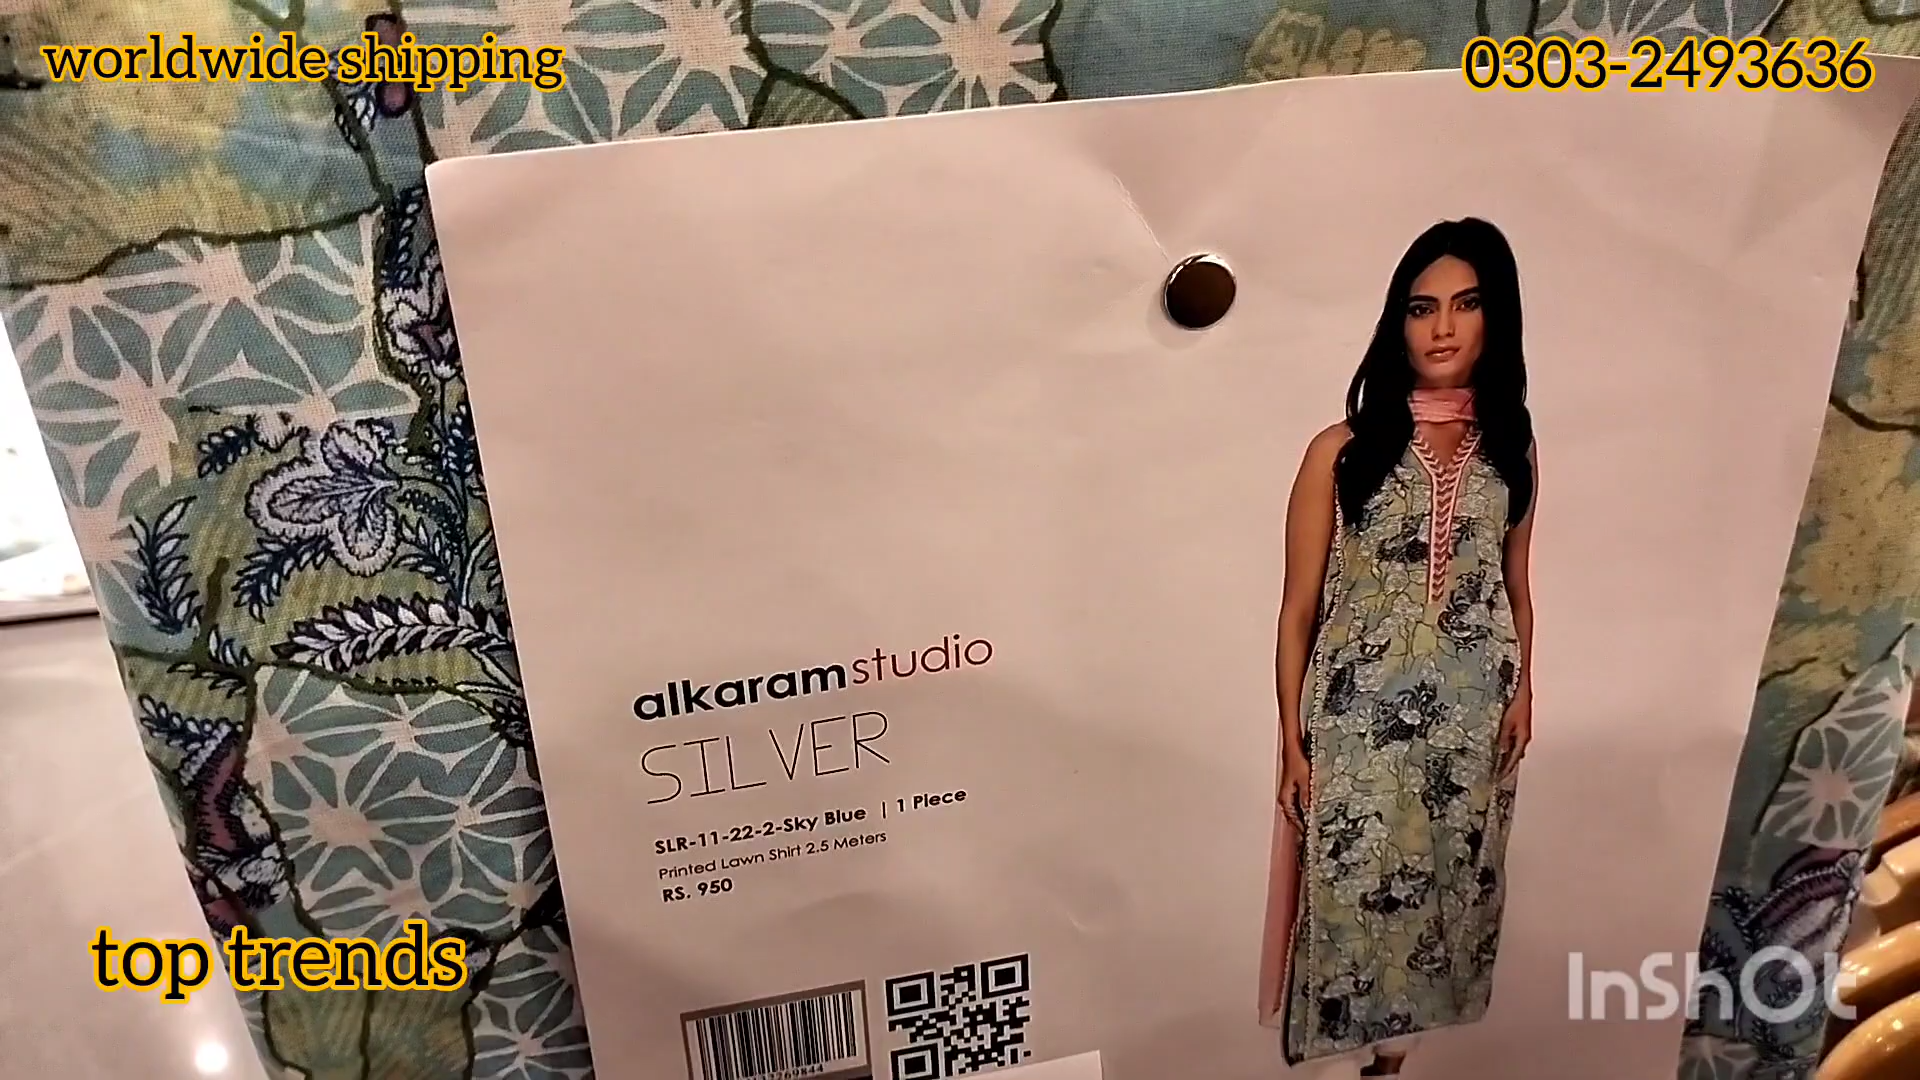 worldwide shipping
0303-2493636
alkaramstudio
SILVER
SLR-11-22-2-Sky Blue | 1 Piece
Printed Lawn Shirt 2.5 Meters
RS. 950
top trends
InShOt